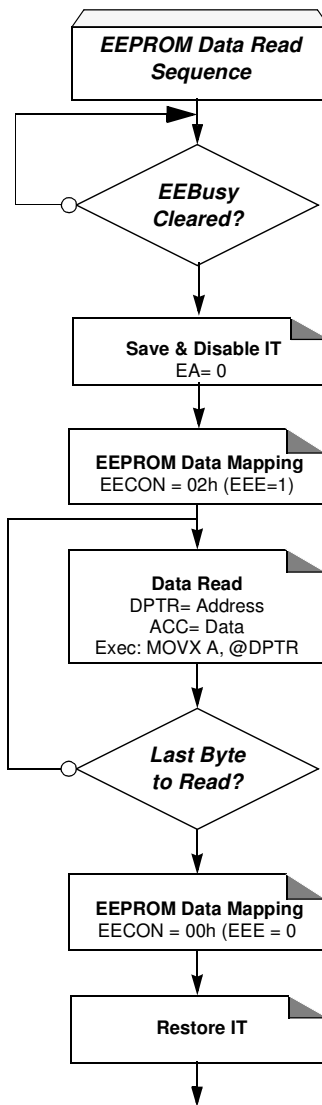 EEPROM Data Read
Sequence
EEBusy
Cleared?
Save & Disable IT
EA= 0
EEPROM Data Mapping
EECON = 02h (EEE=1)
Data Read
DPTR= Address
ACC= Data
Exec: MOVX A, @DPTR
Last Byte
to Read?
EEPROM Data Mapping
EECON = 00h (EEE = 0
Restore IT